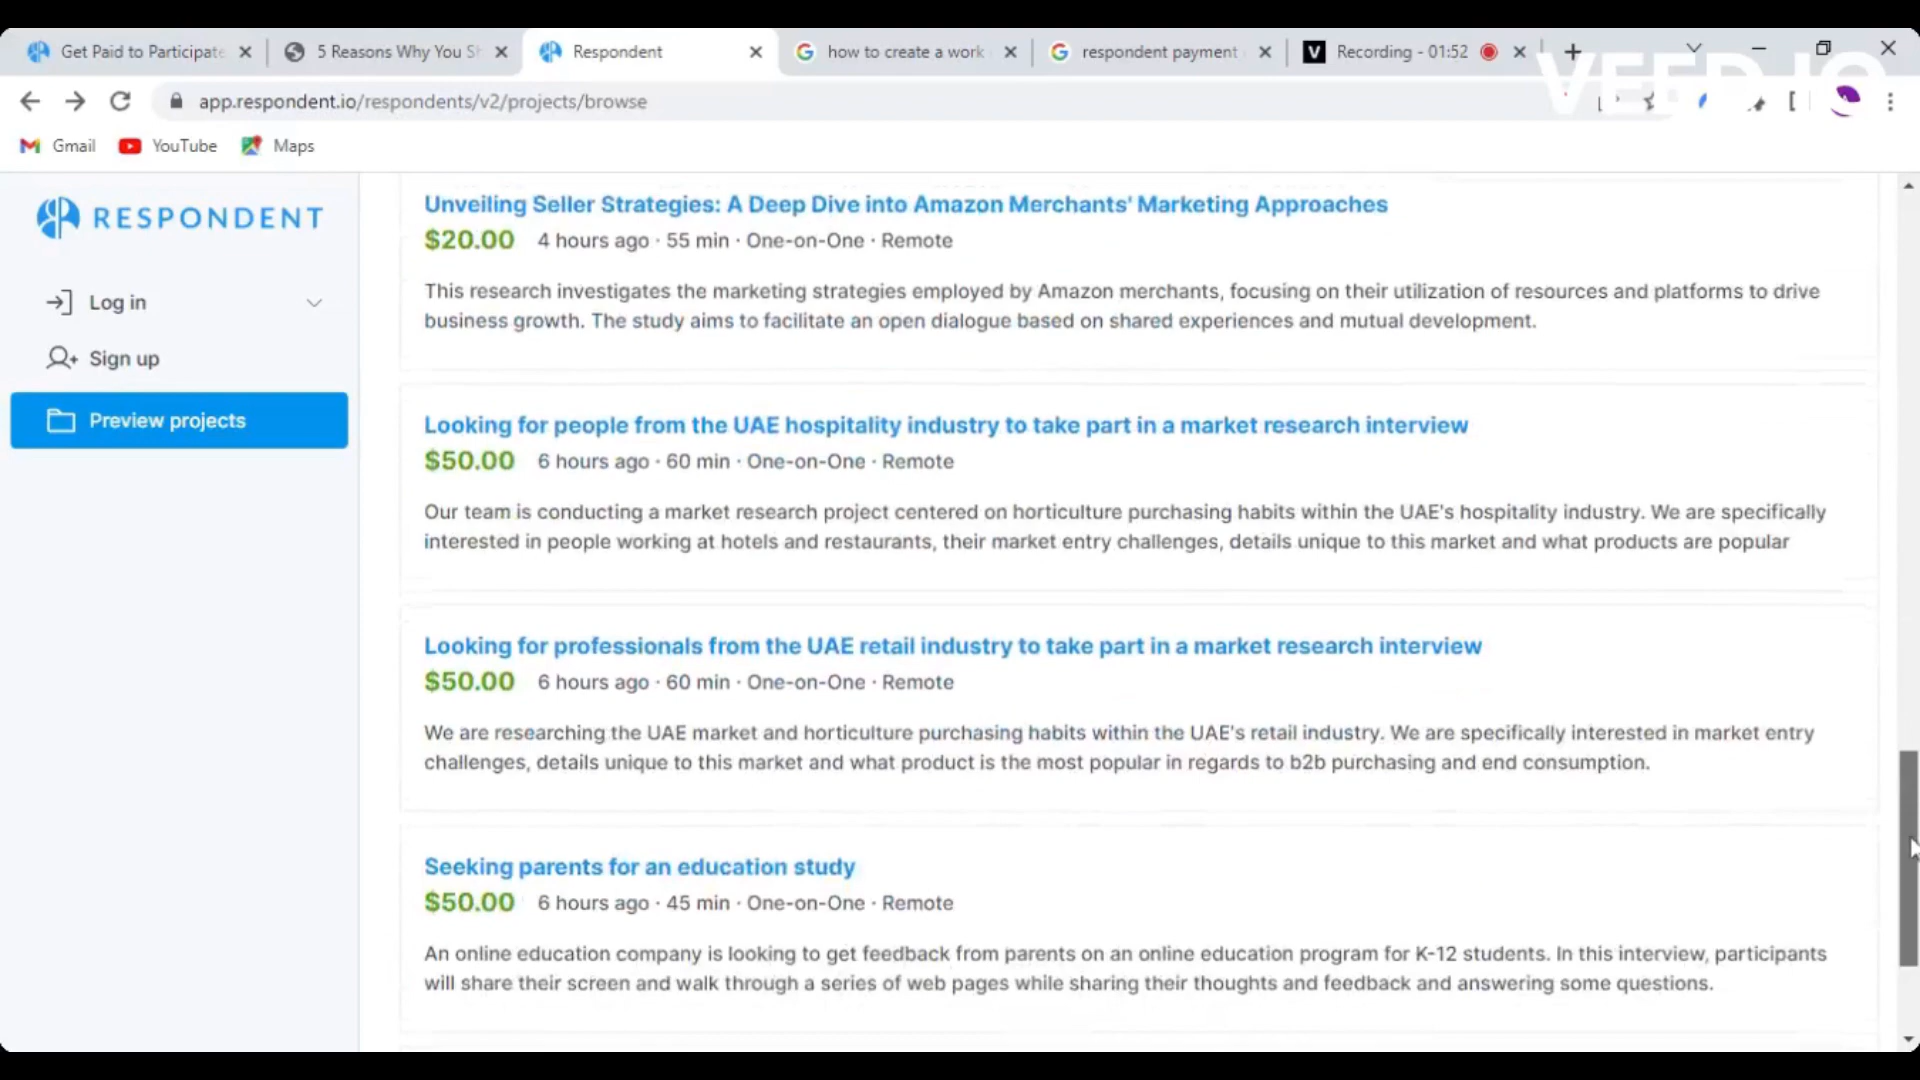 Get Paid to Participate
5 Reasons Why You Sh
Respondent
how to create a work
respondent payment
Recording - 01:52
VEED.IO
app.respondent.io/respondents/v2/projects/browse
Gmail
YouTube
Maps
RESPONDENT
Log in
Sign up
Preview projects
Unveiling Seller Strategies: A Deep Dive into Amazon Merchants' Marketing Approaches
$20.00 4 hours ago · 55 min · One-on-One · Remote
This research investigates the marketing strategies employed by Amazon merchants, focusing on their utilization of resources and platforms to drive
business growth. The study aims to facilitate an open dialogue based on shared experiences and mutual development.
Looking for people from the UAE hospitality industry to take part in a market research interview
$50.00 6 hours ago · 60 min · One-on-One · Remote
Our team is conducting a market research project centered on horticulture purchasing habits within the UAE's hospitality industry. We are specifically
interested in people working at hotels and restaurants, their market entry challenges, details unique to this market and what products are popular
Looking for professionals from the UAE retail industry to take part in a market research interview
$50.00 6 hours ago · 60 min · One-on-One · Remote
We are researching the UAE market and horticulture purchasing habits within the UAE's retail industry. We are specifically interested in market entry
challenges, details unique to this market and what product is the most popular in regards to b2b purchasing and end consumption.
Seeking parents for an education study
$50.00 6 hours ago · 45 min · One-on-One · Remote
An online education company is looking to get feedback from parents on an online education program for K-12 students. In this interview, participants
will share their screen and walk through a series of web pages while sharing their thoughts and feedback and answering some questions.